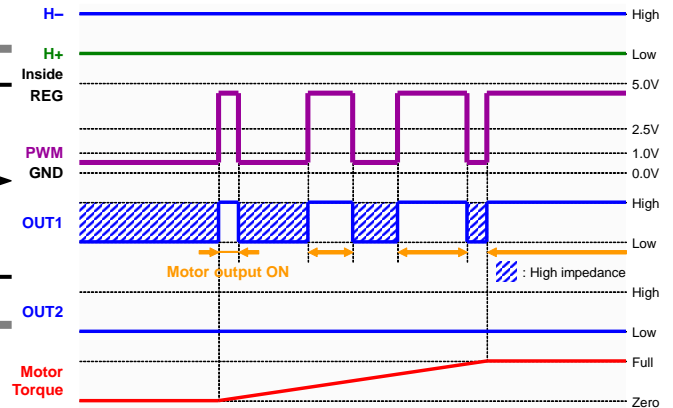 H– High
H+ Low
Inside
REG
5.0V
2.5V
PWM 1.0V
GND 0.0V
High
OUT1
Low
Motor output ON
: High impedance
High
OUT2
Low
Full
Motor
Torque
Zero